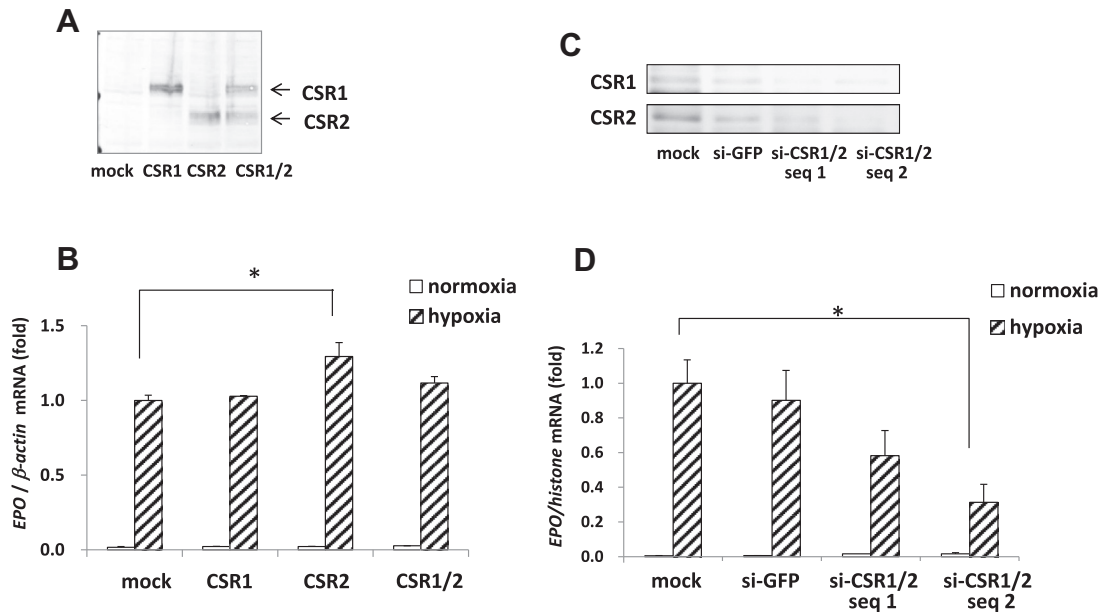 A
CSR1
CSR2
mock CSR1 CSR2 CSR1/2
B
*
normoxia
hypoxia
EPO / β-actin mRNA (fold)
1.5
1.0
0.5
0.0
mock CSR1 CSR2 CSR1/2
C
CSR1
CSR2
mock si-GFP si-CSR1/2 si-CSR1/2
seq 1 seq 2
D
normoxia
*
hypoxia
EPO/histone mRNA (fold)
1.2
1.0
0.8
0.6
0.4
0.2
0.0
mock si-GFP si-CSR1/2 si-CSR1/2
seq 1 seq 2